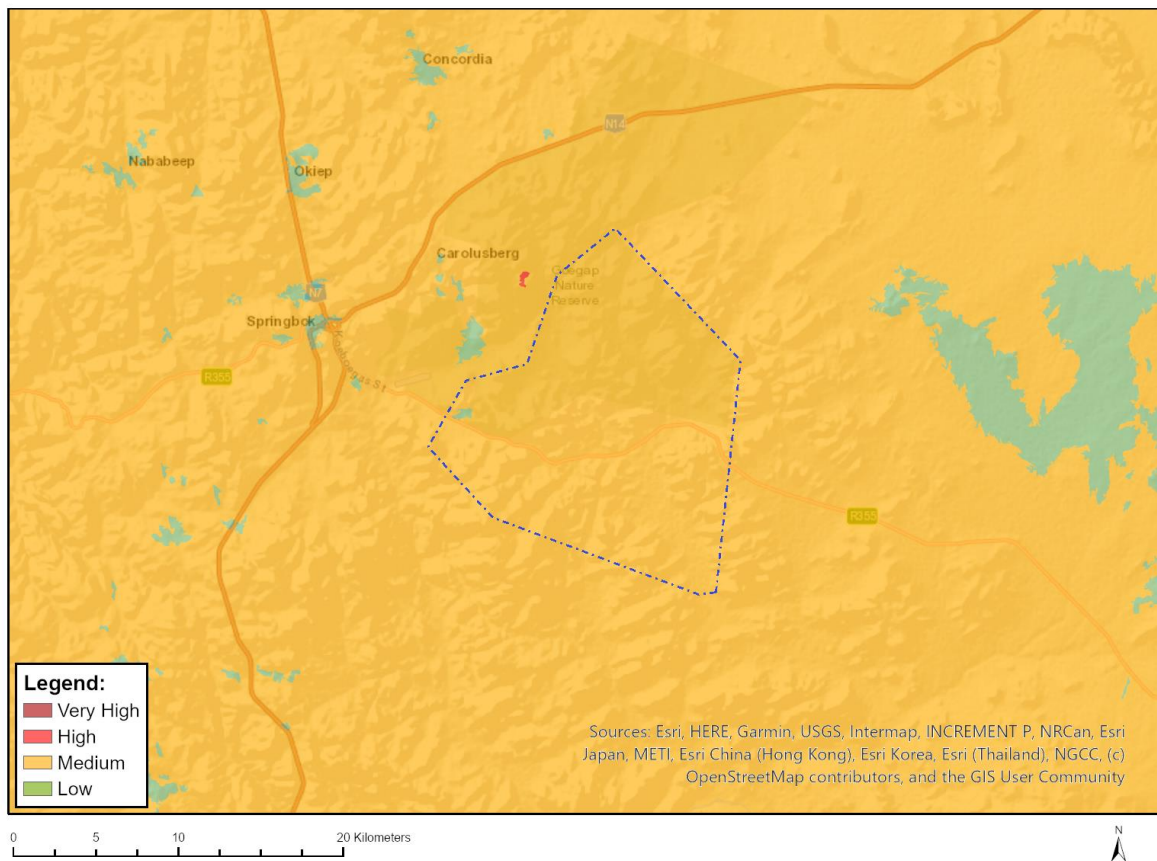 Concordia
N14
Nababeep
Okiep
Carolusberg
Goegap
Nature
Reserve
N7
Springbok
R355
R355
Legend:
Very High
High
Medium
Low
Sources: Esri, HERE, Garmin, USGS, Intermap, INCREMENT P, NRCan, Esri
Japan, METI, Esri China (Hong Kong), Esri Korea, Esri (Thailand), NGCC, (c)
OpenStreetMap contributors, and the GIS User Community
0 5 10 20 Kilometers
N